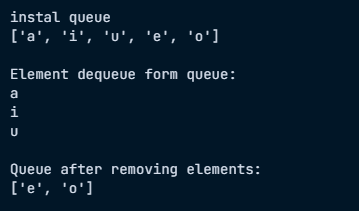 instal queue
['a', 'i', 'u', 'e', 'o']
Element dequeue form queue:
a
i
u
Queue after removing elements:
['e', 'o']